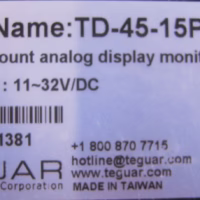 Name:TD-45-15P
ount analog display monit
: 11~32V/DC
1381
+1 800 870 7715
hotline@teguar.com
UAR
www.teguar.com
Corporation
MADE IN TAIWAN